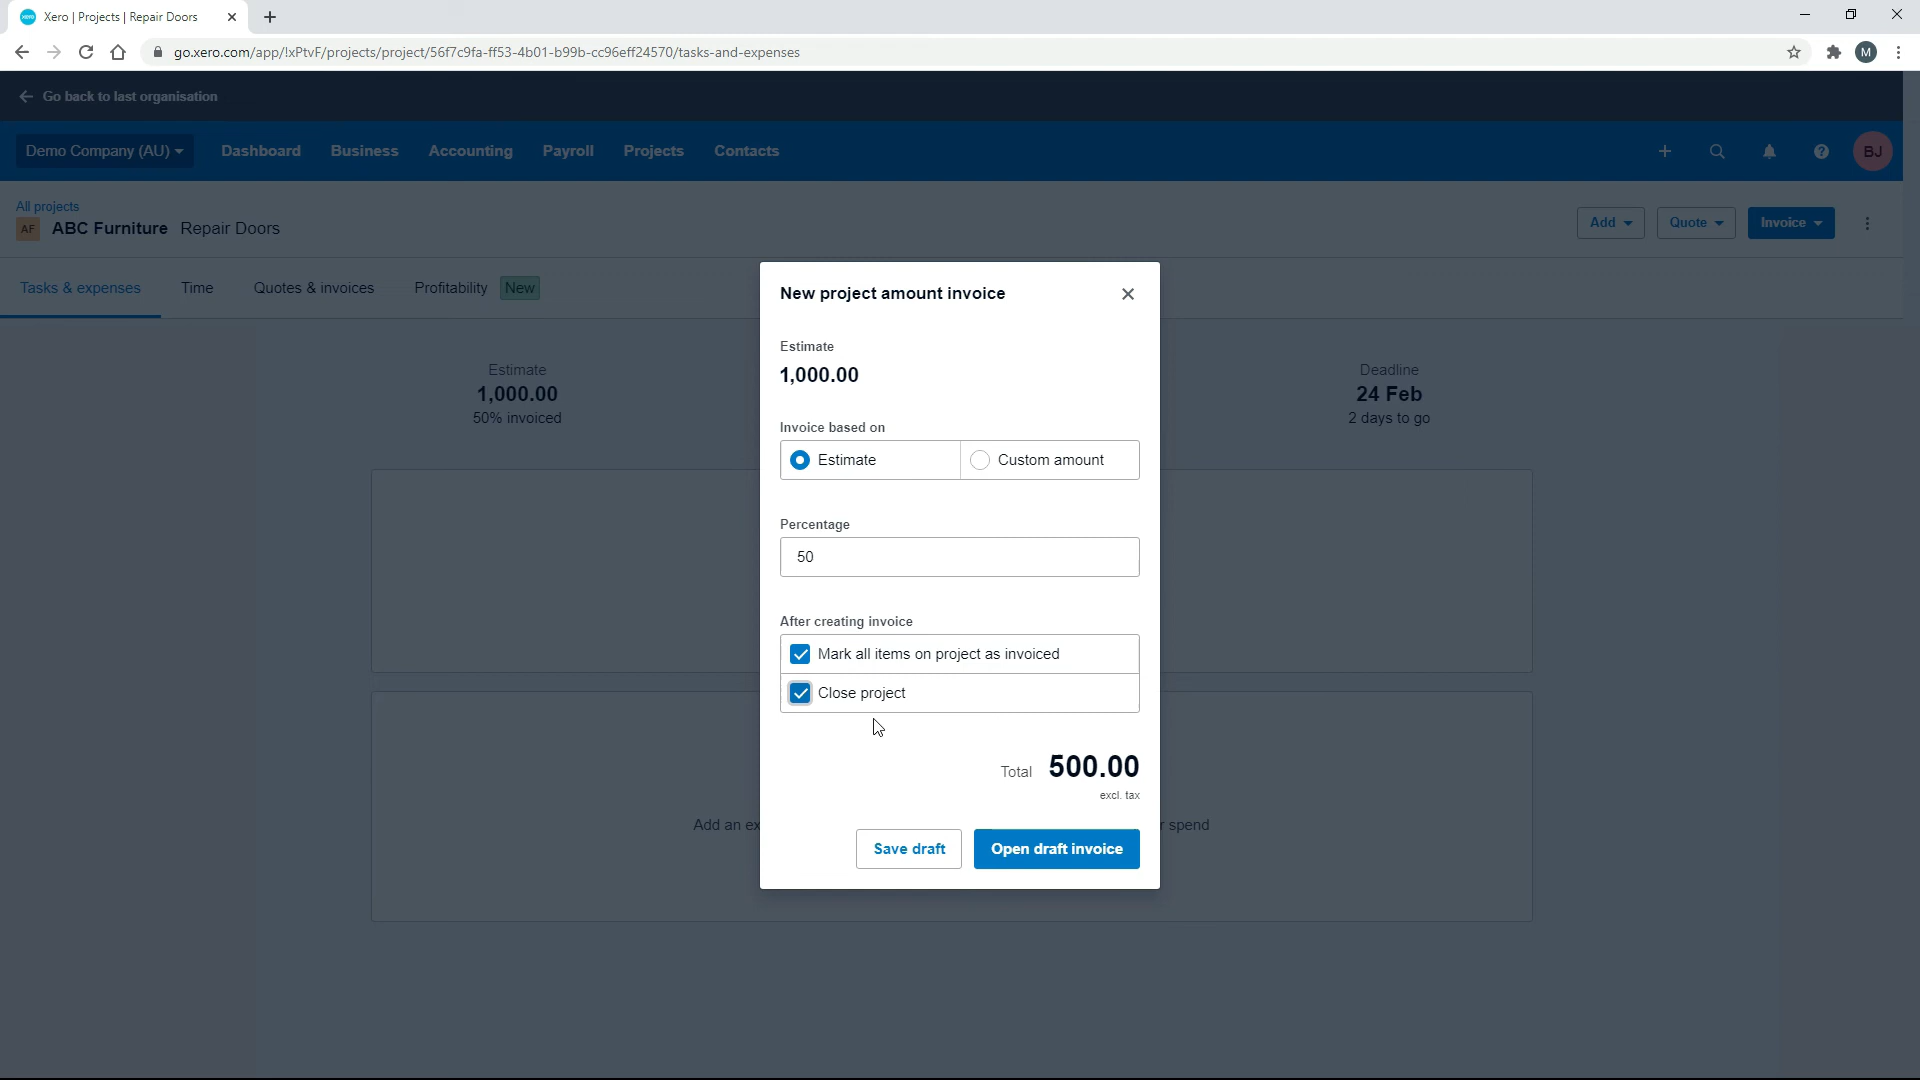 Xero | Projects | Repair Doors
go.xero.com/app/!xPtvF/projects/project/56f7c9fa-ff53-4b01-b99b-cc96eff24570/tasks-and-expenses
M
Go back to last organisation
Demo Company (AU)
Dashboard
Business
Accounting
Payroll
Projects
Contacts
BJ
All projects
AF
ABC Furniture Repair Doors
Add
Quote
Invoice
Tasks & expenses
Time
Quotes & invoices
Profitability
New
Estimate
1,000.00
50% invoiced
Deadline
24 Feb
2 days to go
New project amount invoice
Estimate
1,000.00
Invoice based on
Estimate
Custom amount
Percentage
50
After creating invoice
Mark all items on project as invoiced
Close project
Total 500.00
excl. tax
Add an ex
r spend
Save draft
Open draft invoice